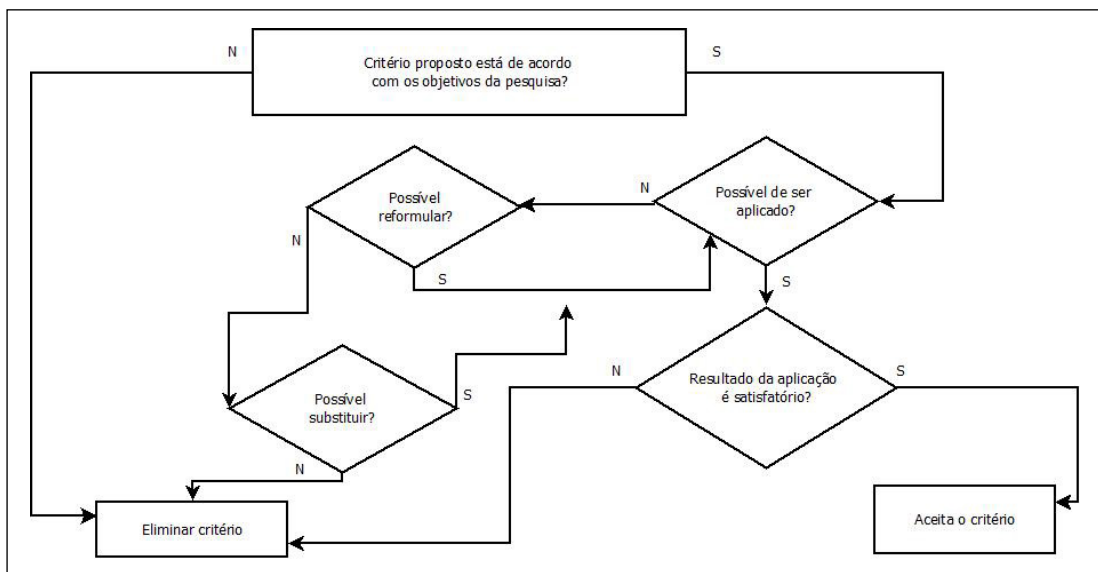 N
S
Critério proposto está de acordo
com os objetivos da pesquisa?
Possível
reformular?
N
Possível de ser
aplicado?
N
S
S
Possível
substituir?
S
N
N
Resultado da aplicação
é satisfatório?
S
Eliminar critério
Aceita o critério